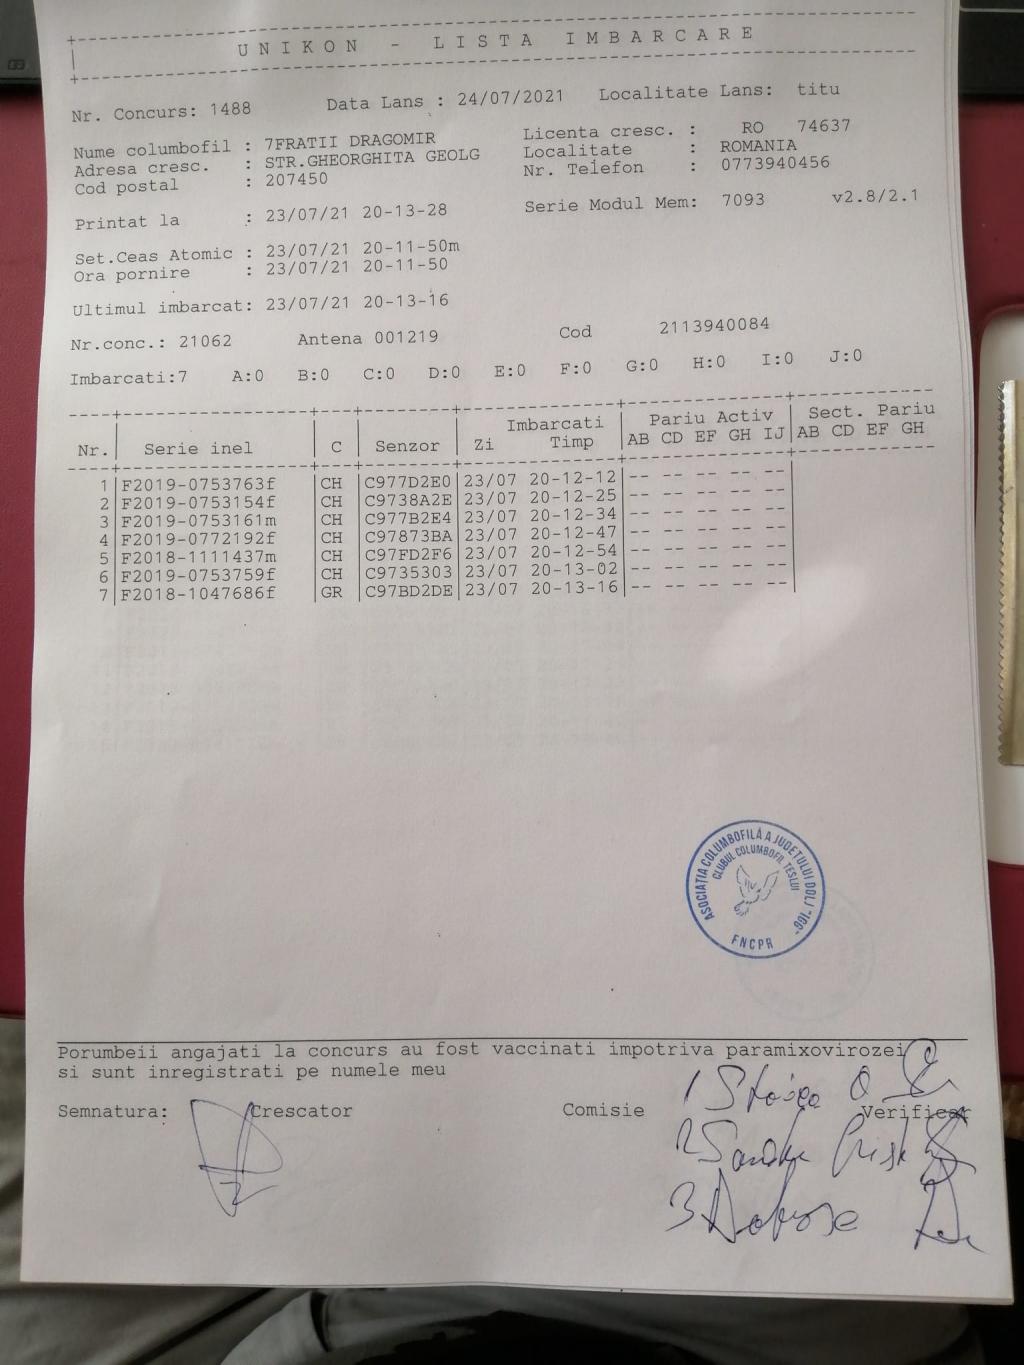 UNIKON - LISTA IMBARCARE
Nr. Concurs: 1488 Data Lans : 24/07/2021 Localitate Lans: titu
Nume columbofil : 7FRATII DRAGOMIR Licenta cresc. : RO 74637
Adresa cresc. : STR.GHEORGHITA GEOLG Localitate : ROMANIA
Cod postal : 207450 Nr. Telefon : 0773940456
Printat la : 23/07/21 20-13-28 Serie Modul Mem: 7093 v2.8/2.1
Set.Ceas Atomic : 23/07/21 20-11-50m
Ora pornire : 23/07/21 20-11-50
Ultimul imbarcat: 23/07/21 20-13-16
Nr.conc.: 21062 Antena 001219 Cod 2113940084
Imbarcati:7 A:0 B:0 C:0 D:0 E:0 F:0 G:0 H:0 I:0 J:0
Imbarcati Pariu Activ Sect. Pariu
Nr. Serie inel C Senzor Zi Timp AB CD EF GH IJ AB CD EF GH
1 F2019-0753763f CH C977D2E0 23/07 20-12-12 -- -- -- -- --
2 F2019-0753154f CH C9738A2E 23/07 20-12-25 -- -- -- -- --
3 F2019-0753161m CH C977B2E4 23/07 20-12-34 -- -- -- -- --
4 F2019-0772192f CH C97873BA 23/07 20-12-47 -- -- -- -- --
5 F2018-1111437m CH C97FD2F6 23/07 20-12-54 -- -- -- -- --
6 F2019-0753759f CH C9735303 23/07 20-13-02 -- -- -- -- --
7 F2018-1047686f GR C97BD2DE 23/07 20-13-16 -- -- -- -- --
ASOCIAȚIA COLUMBOFILĂ A JUDEȚULUI DOLJ "IGG"
CLUBUL COLUMBOFIL TESLUI
FNCPR
Porumbeii angajati la concurs au fost vaccinati impotriva paramixovirozei
si sunt inregistrati pe numele meu
Semnatura: Crescator Comisie Verificat
1
2
3